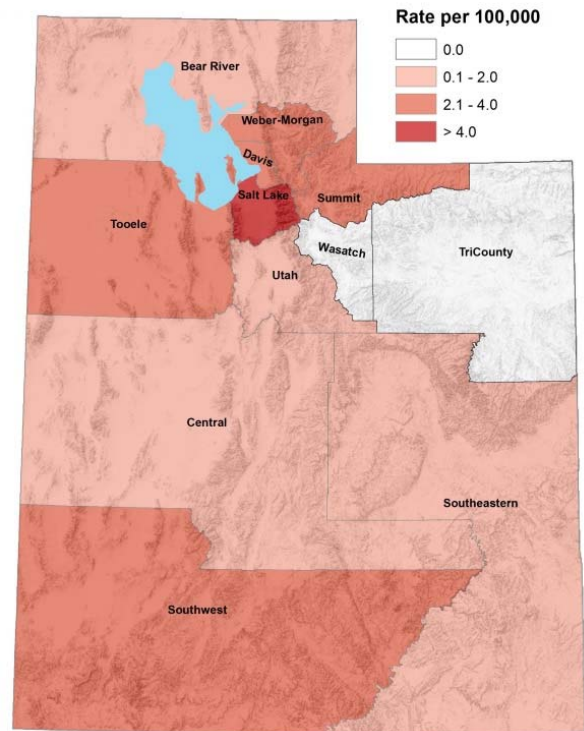 Rate per 100,000
0.0
0.1 - 2.0
2.1 - 4.0
> 4.0
Bear River
Weber-Morgan
Davis
Salt Lake
Summit
Tooele
Wasatch
TriCounty
Utah
Central
Southeastern
Southwest